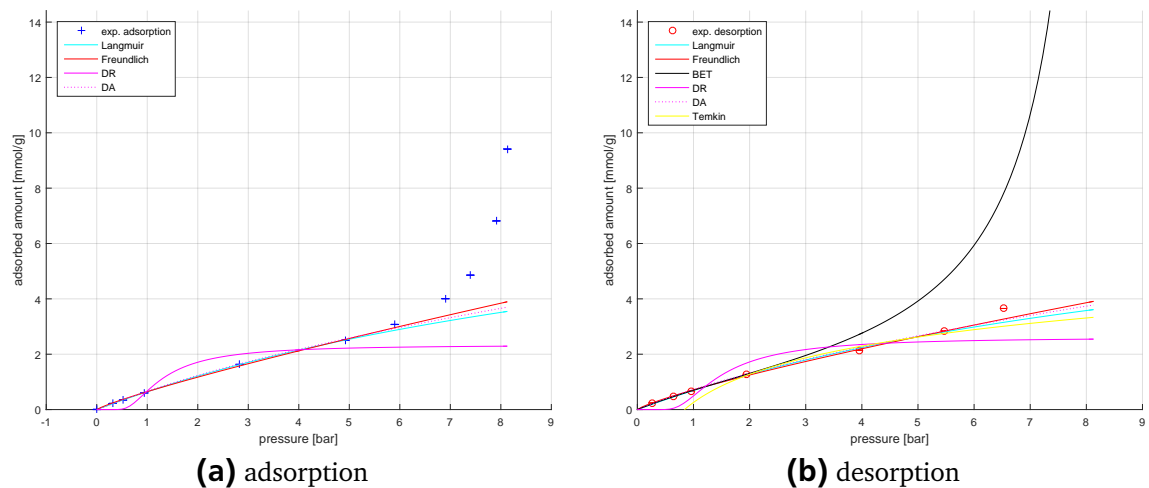 14
12
10
8
6
4
2
0
adsorbed amount [mmol/g]
exp. adsorption
Langmuir
Freundlich
DR
DA
-1 0 1 2 3 4 5 6 7 8 9
pressure [bar]
(a) adsorption
14
12
10
8
6
4
2
0
adsorbed amount [mmol/g]
exp. desorption
Langmuir
Freundlich
BET
DR
DA
Temkin
0 1 2 3 4 5 6 7 8 9
pressure [bar]
(b) desorption